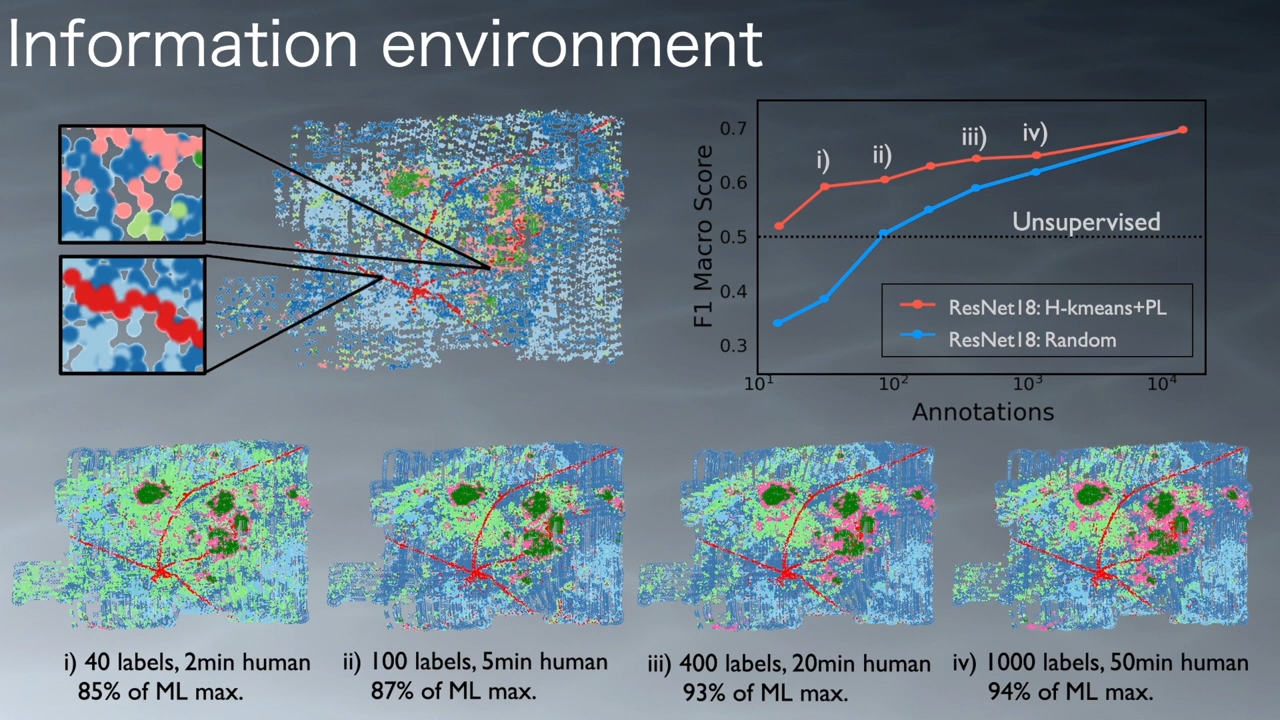 Information environment
i)
ii)
iii)
iv)
0.7
0.6
0.5
0.4
0.3
F1 Macro Score
Unsupervised
ResNet18: H-kmeans+PL
ResNet18: Random
10¹
10²
10³
10⁴
Annotations
i) 40 labels, 2min human
85% of ML max.
ii) 100 labels, 5min human
87% of ML max.
iii) 400 labels, 20min human
93% of ML max.
iv) 1000 labels, 50min human
94% of ML max.